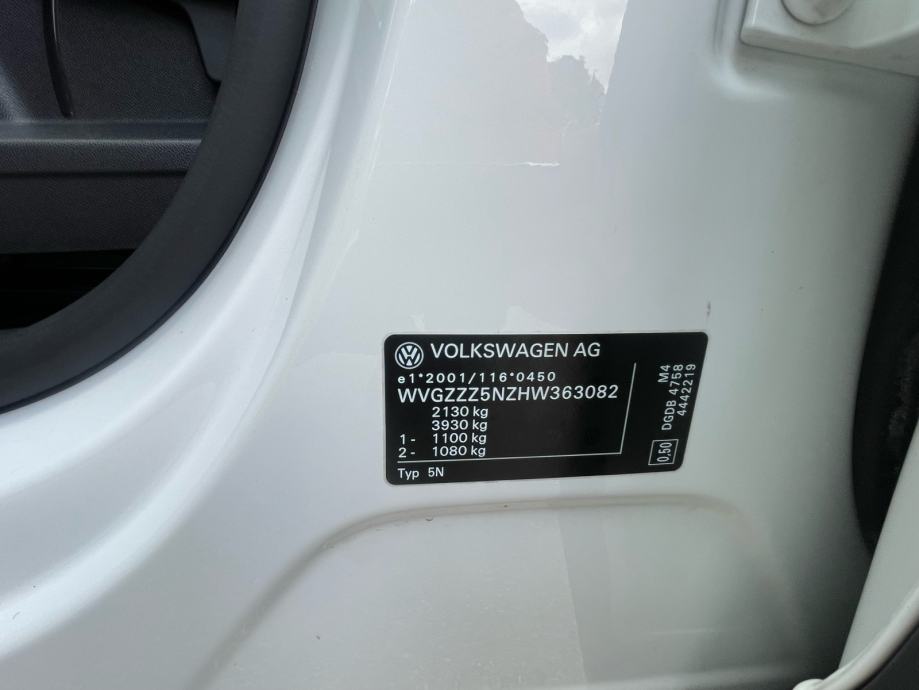 VOLKSWAGEN AG
e1*2001/116*0450
WVGZZZ5NZHW363082
2130 kg
3930 kg
1- 1100 kg
2- 1080 kg
Typ 5N
M4
DGDB 4758
4442219
0,50